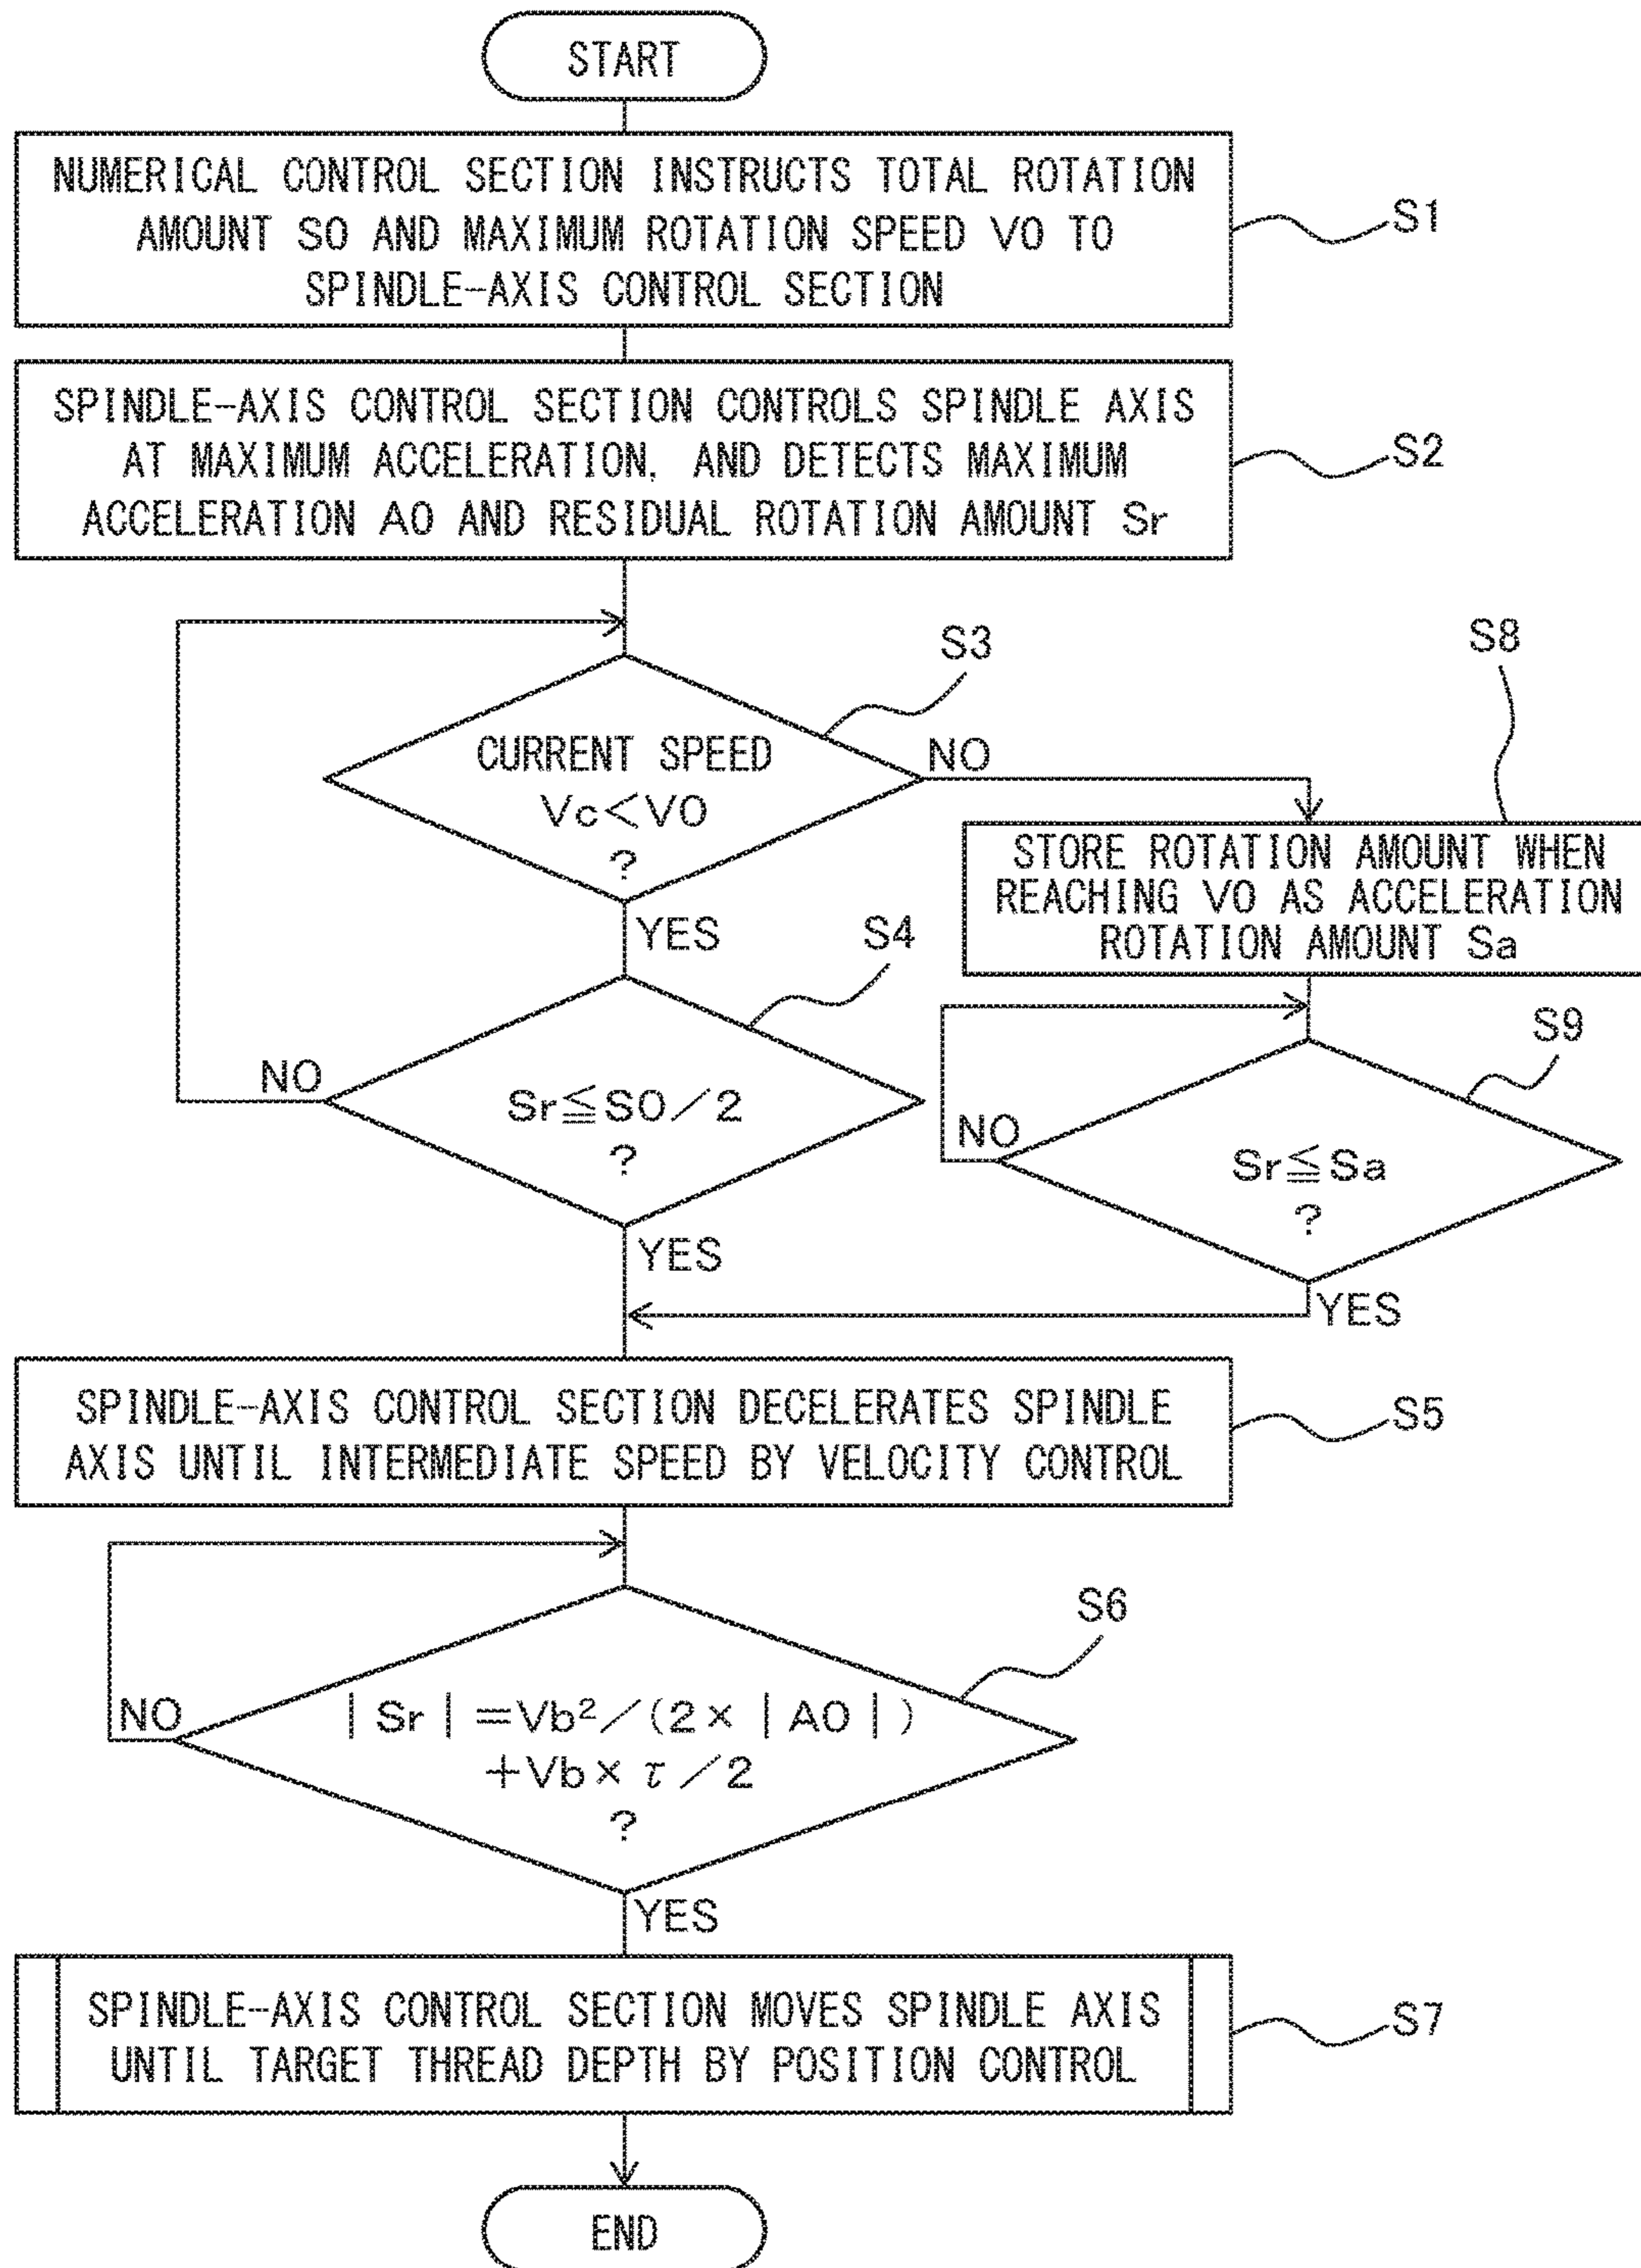 START
NUMERICAL CONTROL SECTION INSTRUCTS TOTAL ROTATION
AMOUNT S0 AND MAXIMUM ROTATION SPEED V0 TO
SPINDLE-AXIS CONTROL SECTION
S1
SPINDLE-AXIS CONTROL SECTION CONTROLS SPINDLE AXIS
AT MAXIMUM ACCELERATION, AND DETECTS MAXIMUM
ACCELERATION A0 AND RESIDUAL ROTATION AMOUNT Sr
S2
S3
CURRENT SPEED
Vc<V0
?
NO
YES
S8
STORE ROTATION AMOUNT WHEN
REACHING V0 AS ACCELERATION
ROTATION AMOUNT Sa
S4
Sr≦S0/2
?
NO
YES
S9
Sr≦Sa
?
NO
YES
SPINDLE-AXIS CONTROL SECTION DECELERATES SPINDLE
AXIS UNTIL INTERMEDIATE SPEED BY VELOCITY CONTROL
S5
S6
|Sr|=Vb²/(2×|A0|)
+Vb×τ/2
?
NO
YES
SPINDLE-AXIS CONTROL SECTION MOVES SPINDLE AXIS
UNTIL TARGET THREAD DEPTH BY POSITION CONTROL
S7
END